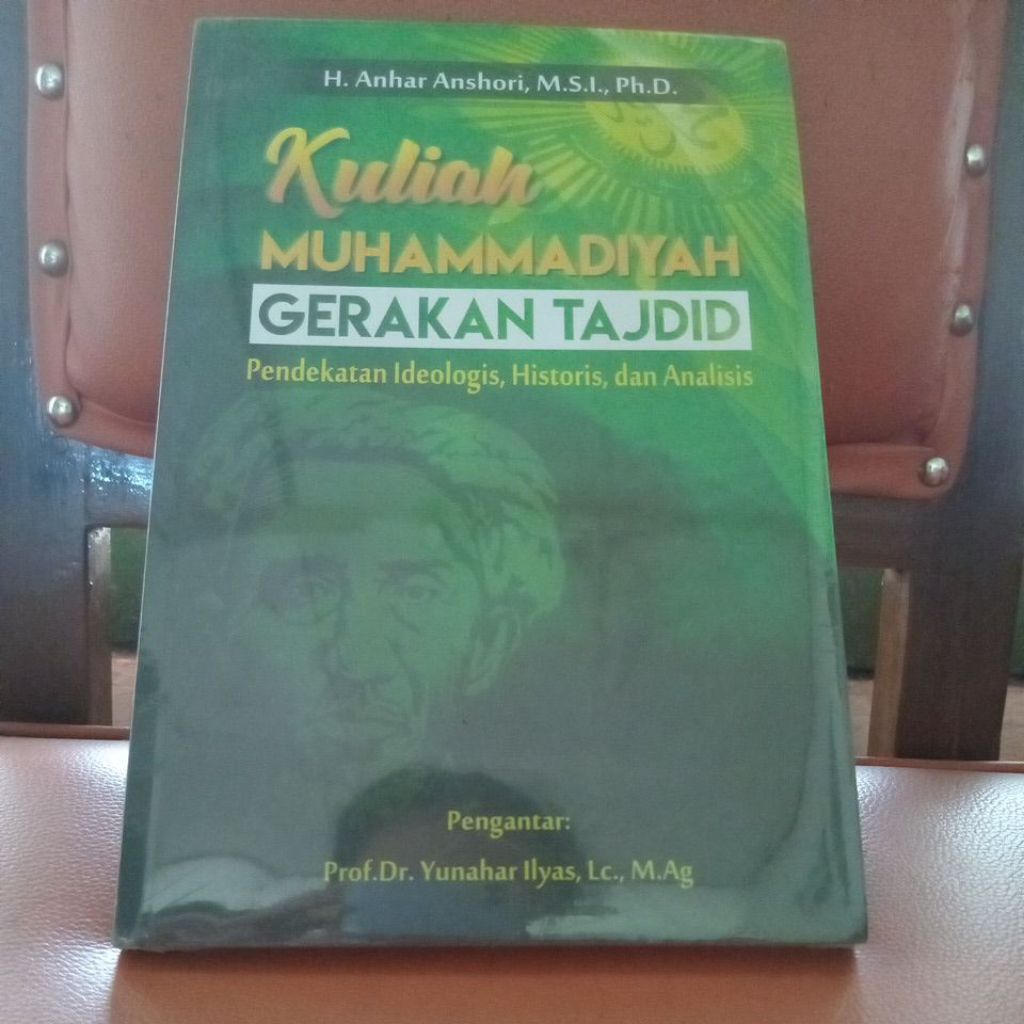 H. Anhar Anshori, M.S.I., Ph.D.
Kuliah
MUHAMMADIYAH
GERAKAN TAJDID
Pendekatan Ideologis, Historis, dan Analisis
Pengantar:
Prof.Dr. Yunahar Ilyas, Lc., M.Ag